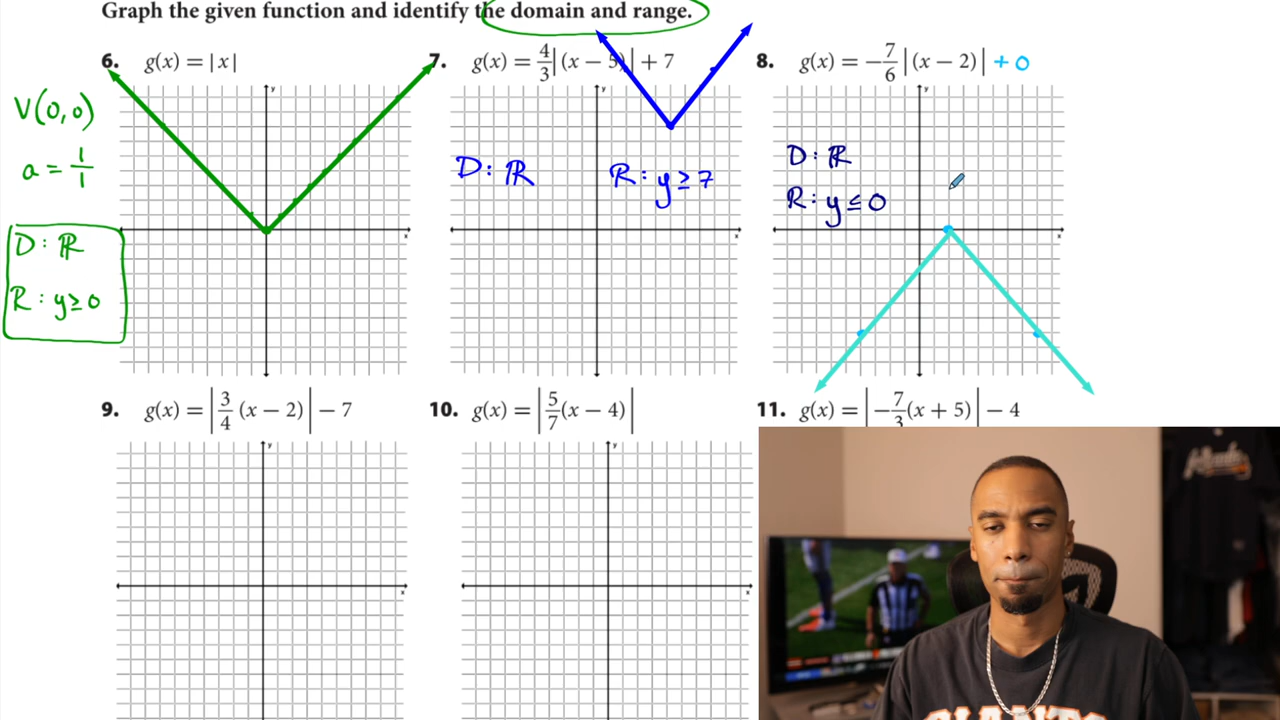 Graph the given function and identify the domain and range.
6. g(x) = |x|
7. g(x) = 4/3|(x − 5)| + 7
8. g(x) = −7/6|(x − 2)| + 0
V(0,0)
a = 1/1
D: ℝ
R: y ≥ 0
D: ℝ
R: y ≥ 7
D: ℝ
R: y ≤ 0
y
x
y
x
y
x
9. g(x) = |3/4 (x − 2)| − 7
10. g(x) = |5/7(x − 4)|
11. g(x) = |−7/3(x + 5)| − 4
y
x
y
x
GIANTS